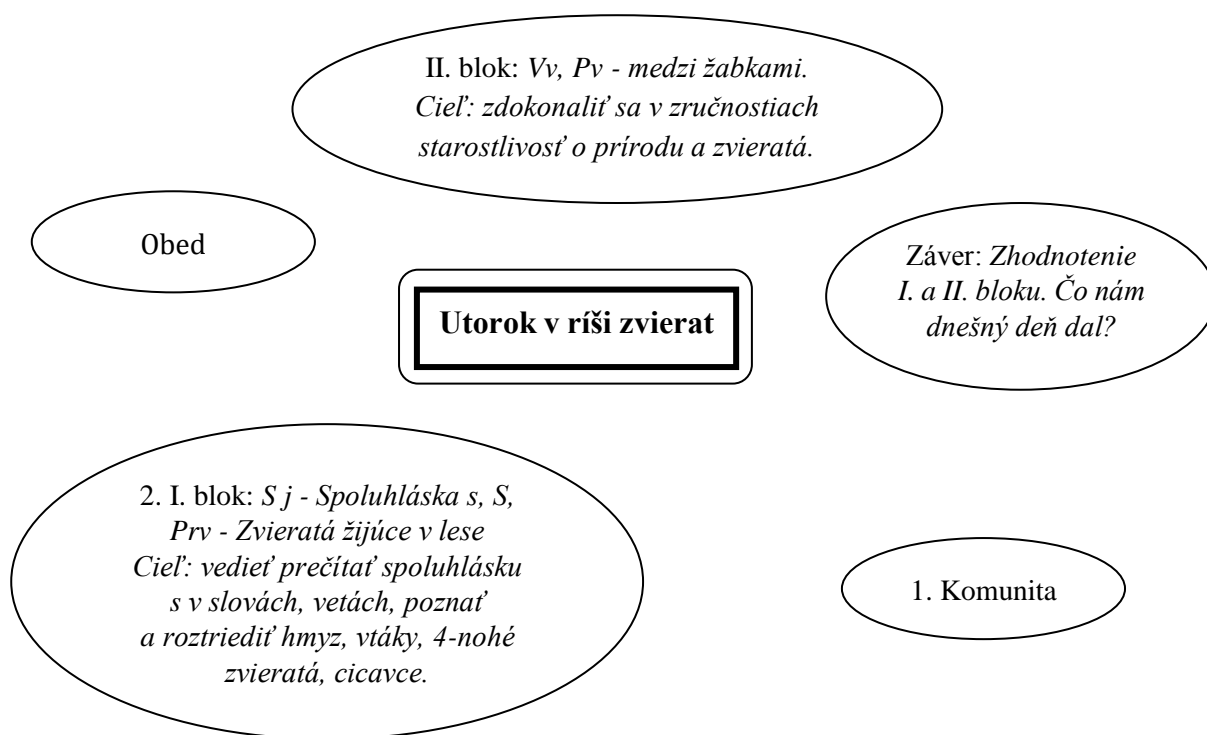 II. blok: Vv, Pv - medzi žabkami.
Cieľ: zdokonaliť sa v zručnostiach
starostlivosť o prírodu a zvieratá.
Obed
Záver: Zhodnotenie
I. a II. bloku. Čo nám
dnešný deň dal?
Utorok v ríši zvierat
2. I. blok: S j - Spoluhláska s, S,
Prv - Zvieratá žijúce v lese
Cieľ: vedieť prečítať spoluhlásku
s v slovách, vetách, poznať
a roztriediť hmyz, vtáky, 4-nohé
zvieratá, cicavce.
1. Komunita